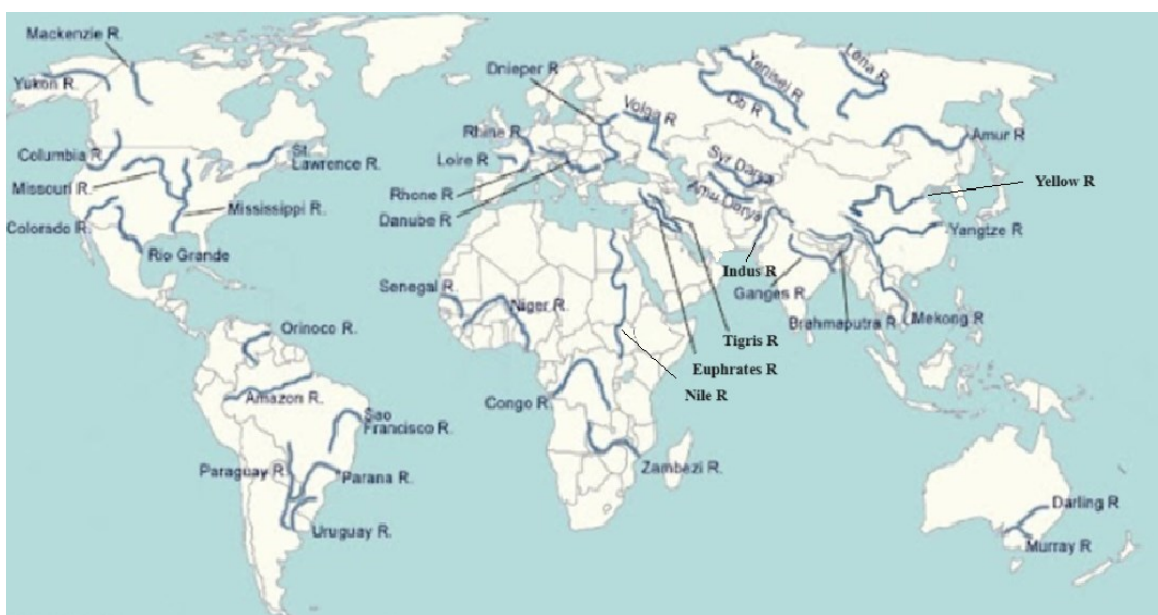 Mackenzie R.
Yukon R.
Columbia R.
Missouri R.
Colorado R.
Rio Grande
Mississippi R.
St.
Lawrence R.
Orinoco R.
Amazon R.
Sao
Francisco R.
Paraguay R.
Parana R.
Uruguay R.
Dnieper R
Volga R
Rhine R
Loire R
Rhone R
Danube R
Senegal R.
Niger R.
Congo R.
Zambezi R.
Nile R
Euphrates R
Tigris R
Yenisej R
Ob R
Lena R
Amur R
Syr Darya
Amu Darya
Yellow R
Yangtze R
Indus R
Ganges R.
Brahmaputra R
Mekong R
Darling R
Murray R